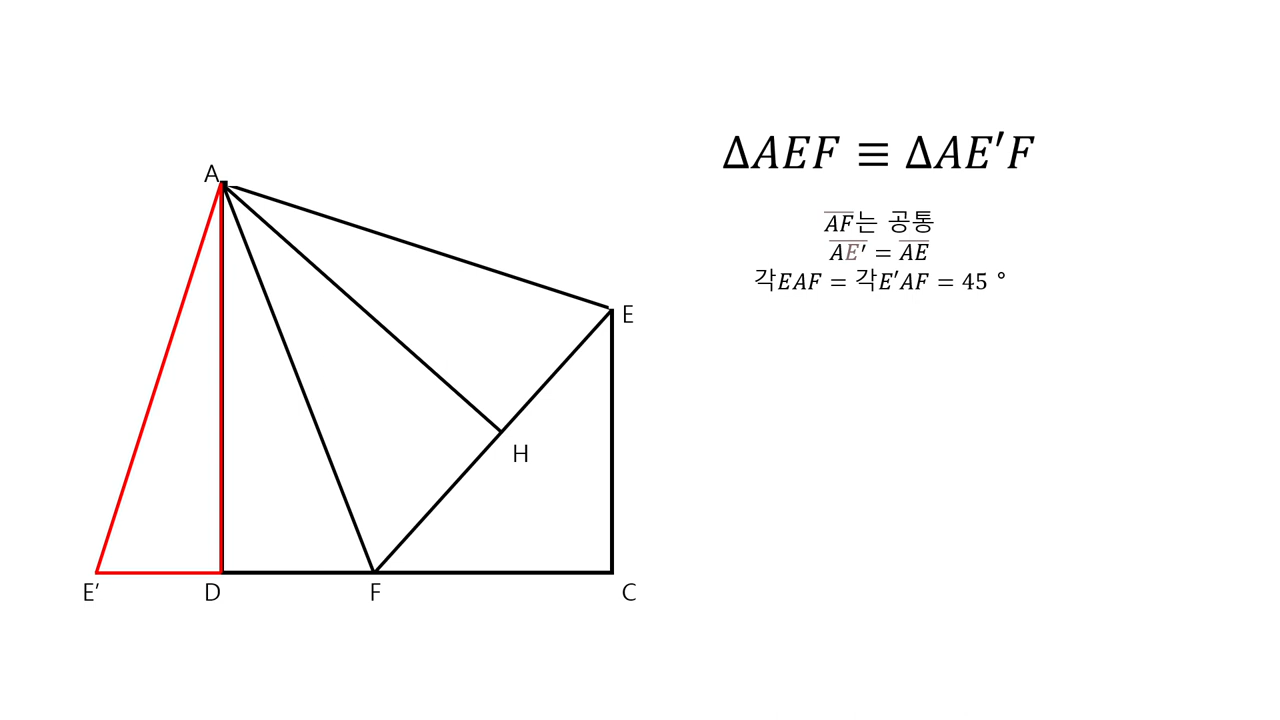 ΔAEF ≡ ΔAE′F
AF는 공통
AE′ = AE
각EAF = 각E′AF = 45 °
A
E
H
E′
D
F
C